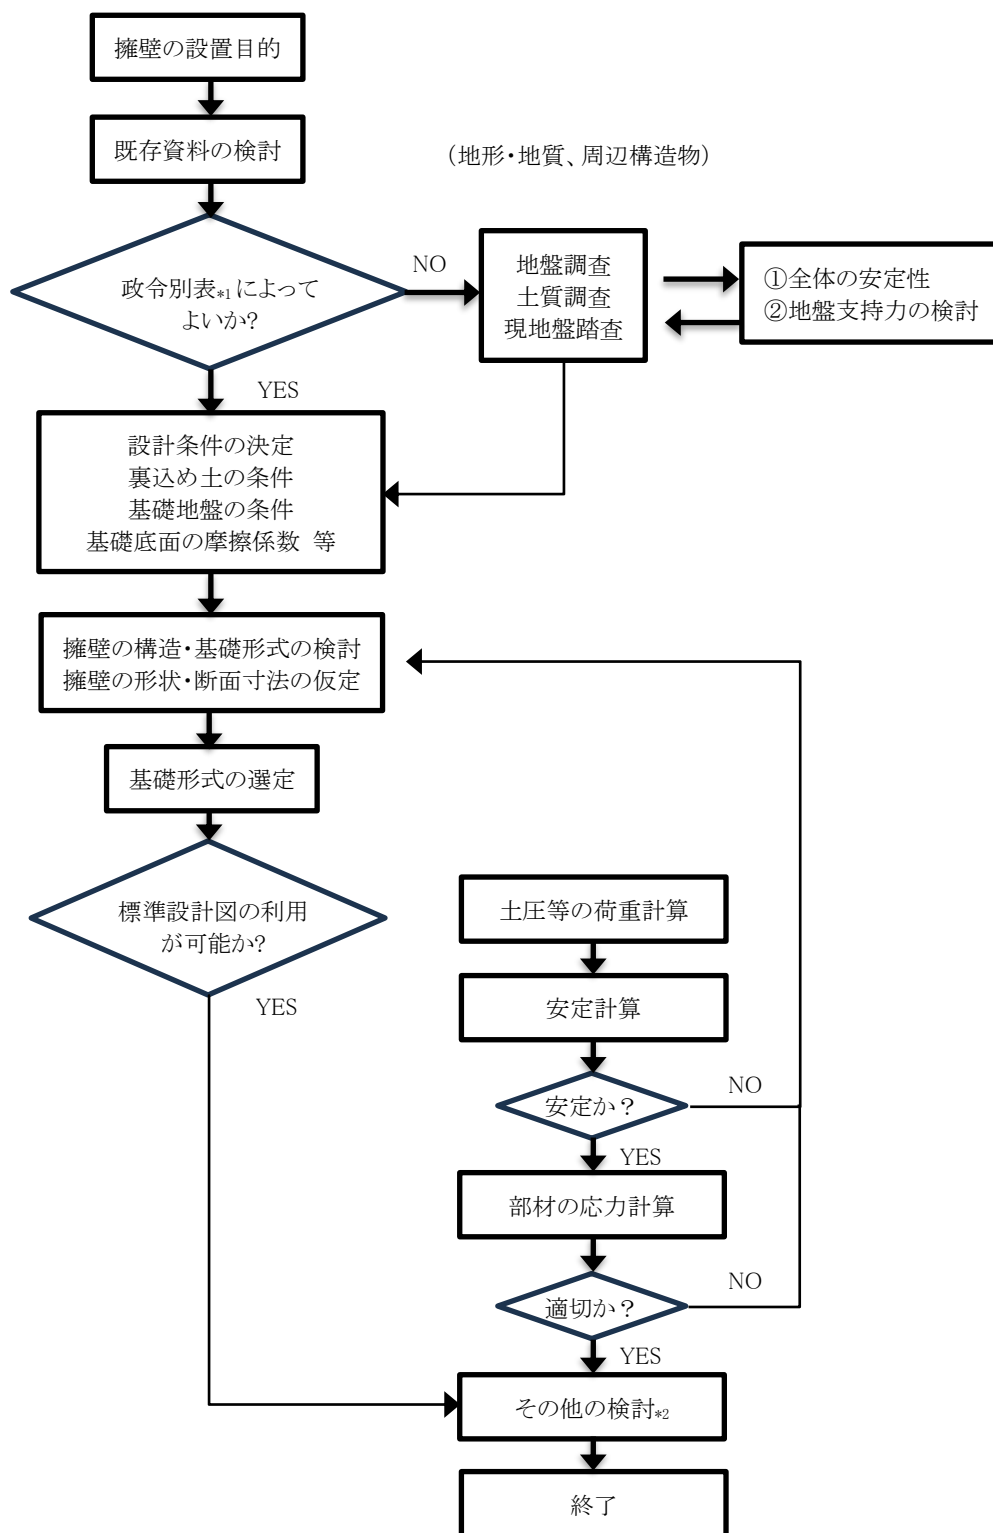 擁壁の設置目的
既存資料の検討
(地形・地質、周辺構造物)
政令別表*1によって
よいか?
NO
地盤調査
土質調査
現地盤踏査
①全体の安定性
②地盤支持力の検討
YES
設計条件の決定
裏込め土の条件
基礎地盤の条件
基礎底面の摩擦係数 等
擁壁の構造・基礎形式の検討
擁壁の形状・断面寸法の仮定
基礎形式の選定
標準設計図の利用
が可能か?
YES
土圧等の荷重計算
安定計算
安定か?
NO
YES
部材の応力計算
適切か?
NO
YES
その他の検討*2
終了